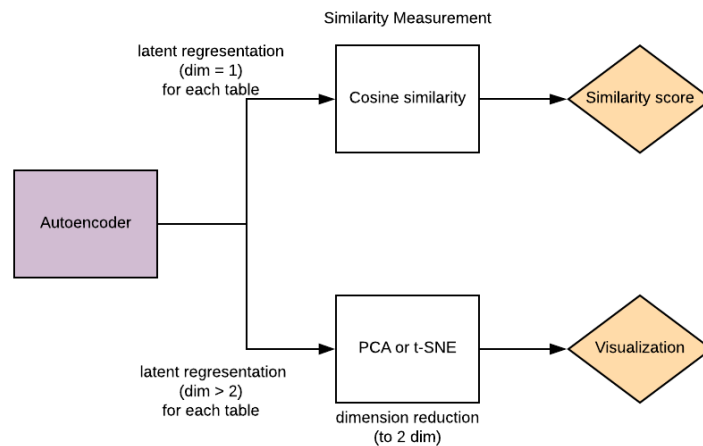 Similarity Measurement
latent regresentation
(dim = 1)
for each table
Cosine similarity
Similarity score
Autoencoder
PCA or t-SNE
Visualization
latent regresentation
(dim > 2)
for each table
dimension reduction
(to 2 dim)